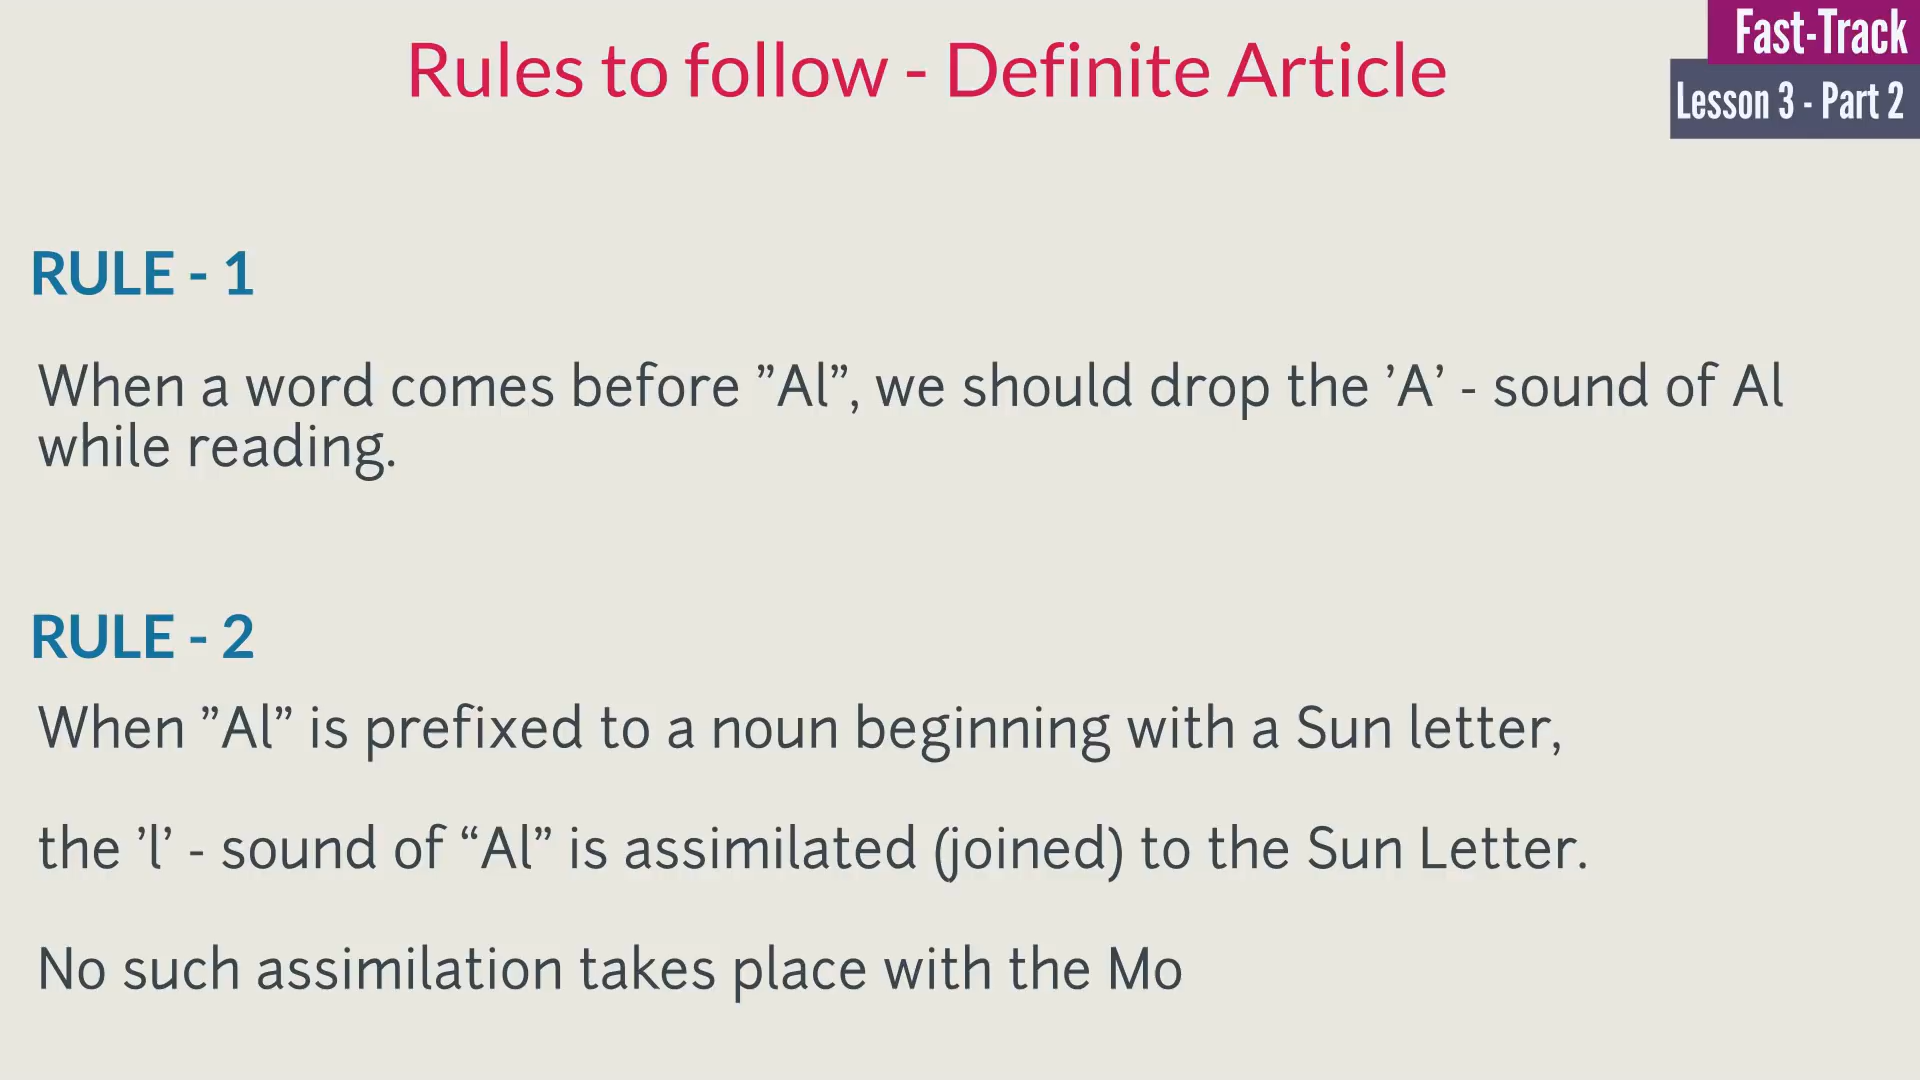 Rules to follow - Definite Article
Fast-Track
Lesson 3 - Part 2
RULE - 1
When a word comes before ”Al”, we should drop the ’A’ - sound of Al
while reading.
RULE - 2
When ”Al” is prefixed to a noun beginning with a Sun letter,
the ’l’ - sound of “Al” is assimilated (joined) to the Sun Letter.
No such assimilation takes place with the Mo